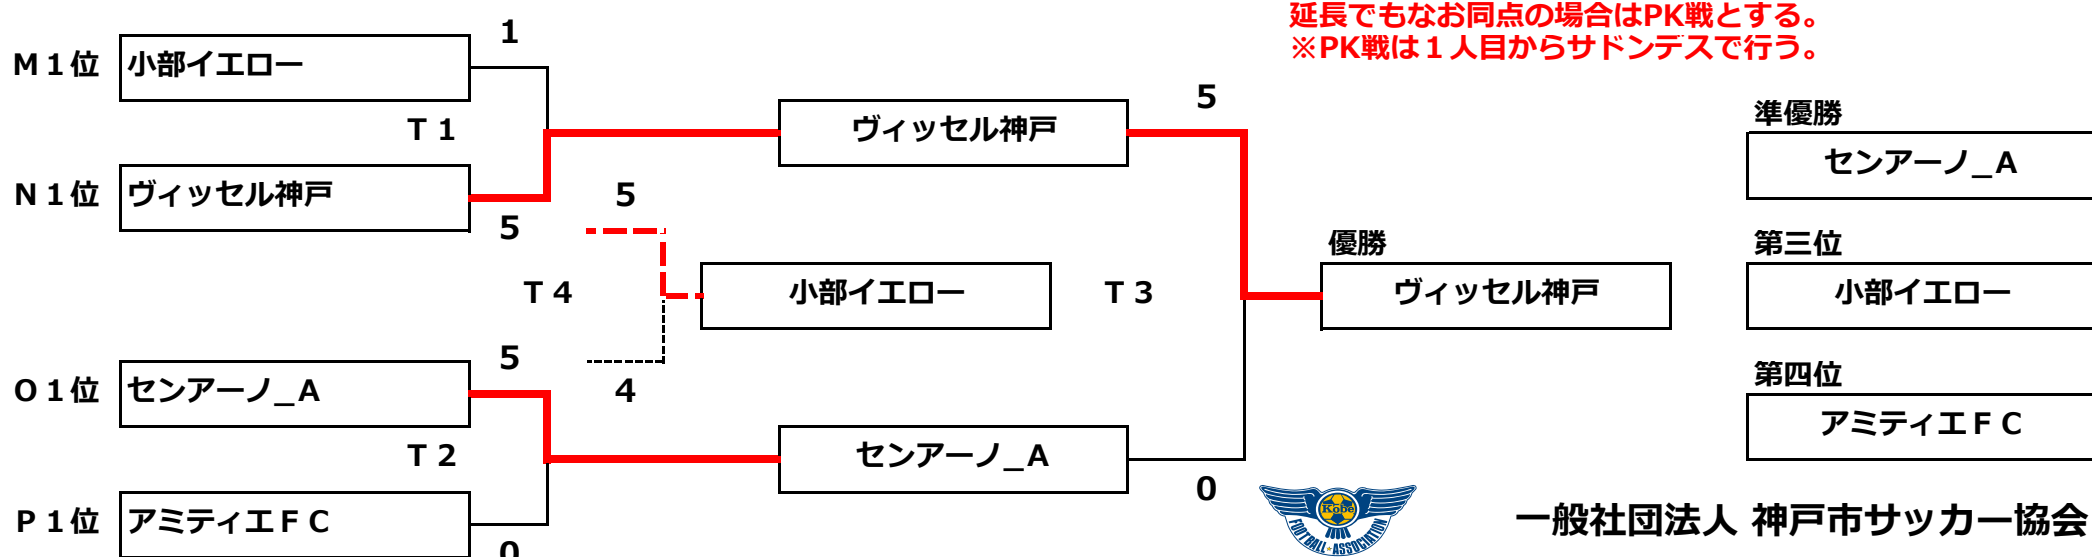 延長でもなお同点の場合はPK戦とする。
※PK戦は１人目からサドンデスで行う。
1
M１位 小部イエロー
T１
N１位 ヴィッセル神戸
5
ヴィッセル神戸
5
準優勝
センアーノ_A
5
T４
4
小部イエロー
T３
優勝
ヴィッセル神戸
第三位
小部イエロー
5
O１位 センアーノ_A
T２
P１位 アミティエＦＣ
0
センアーノ_A
0
第四位
アミティエＦＣ
Kobe
FOOTBALL ASSOCIATION
一般社団法人 神戸市サッカー協会